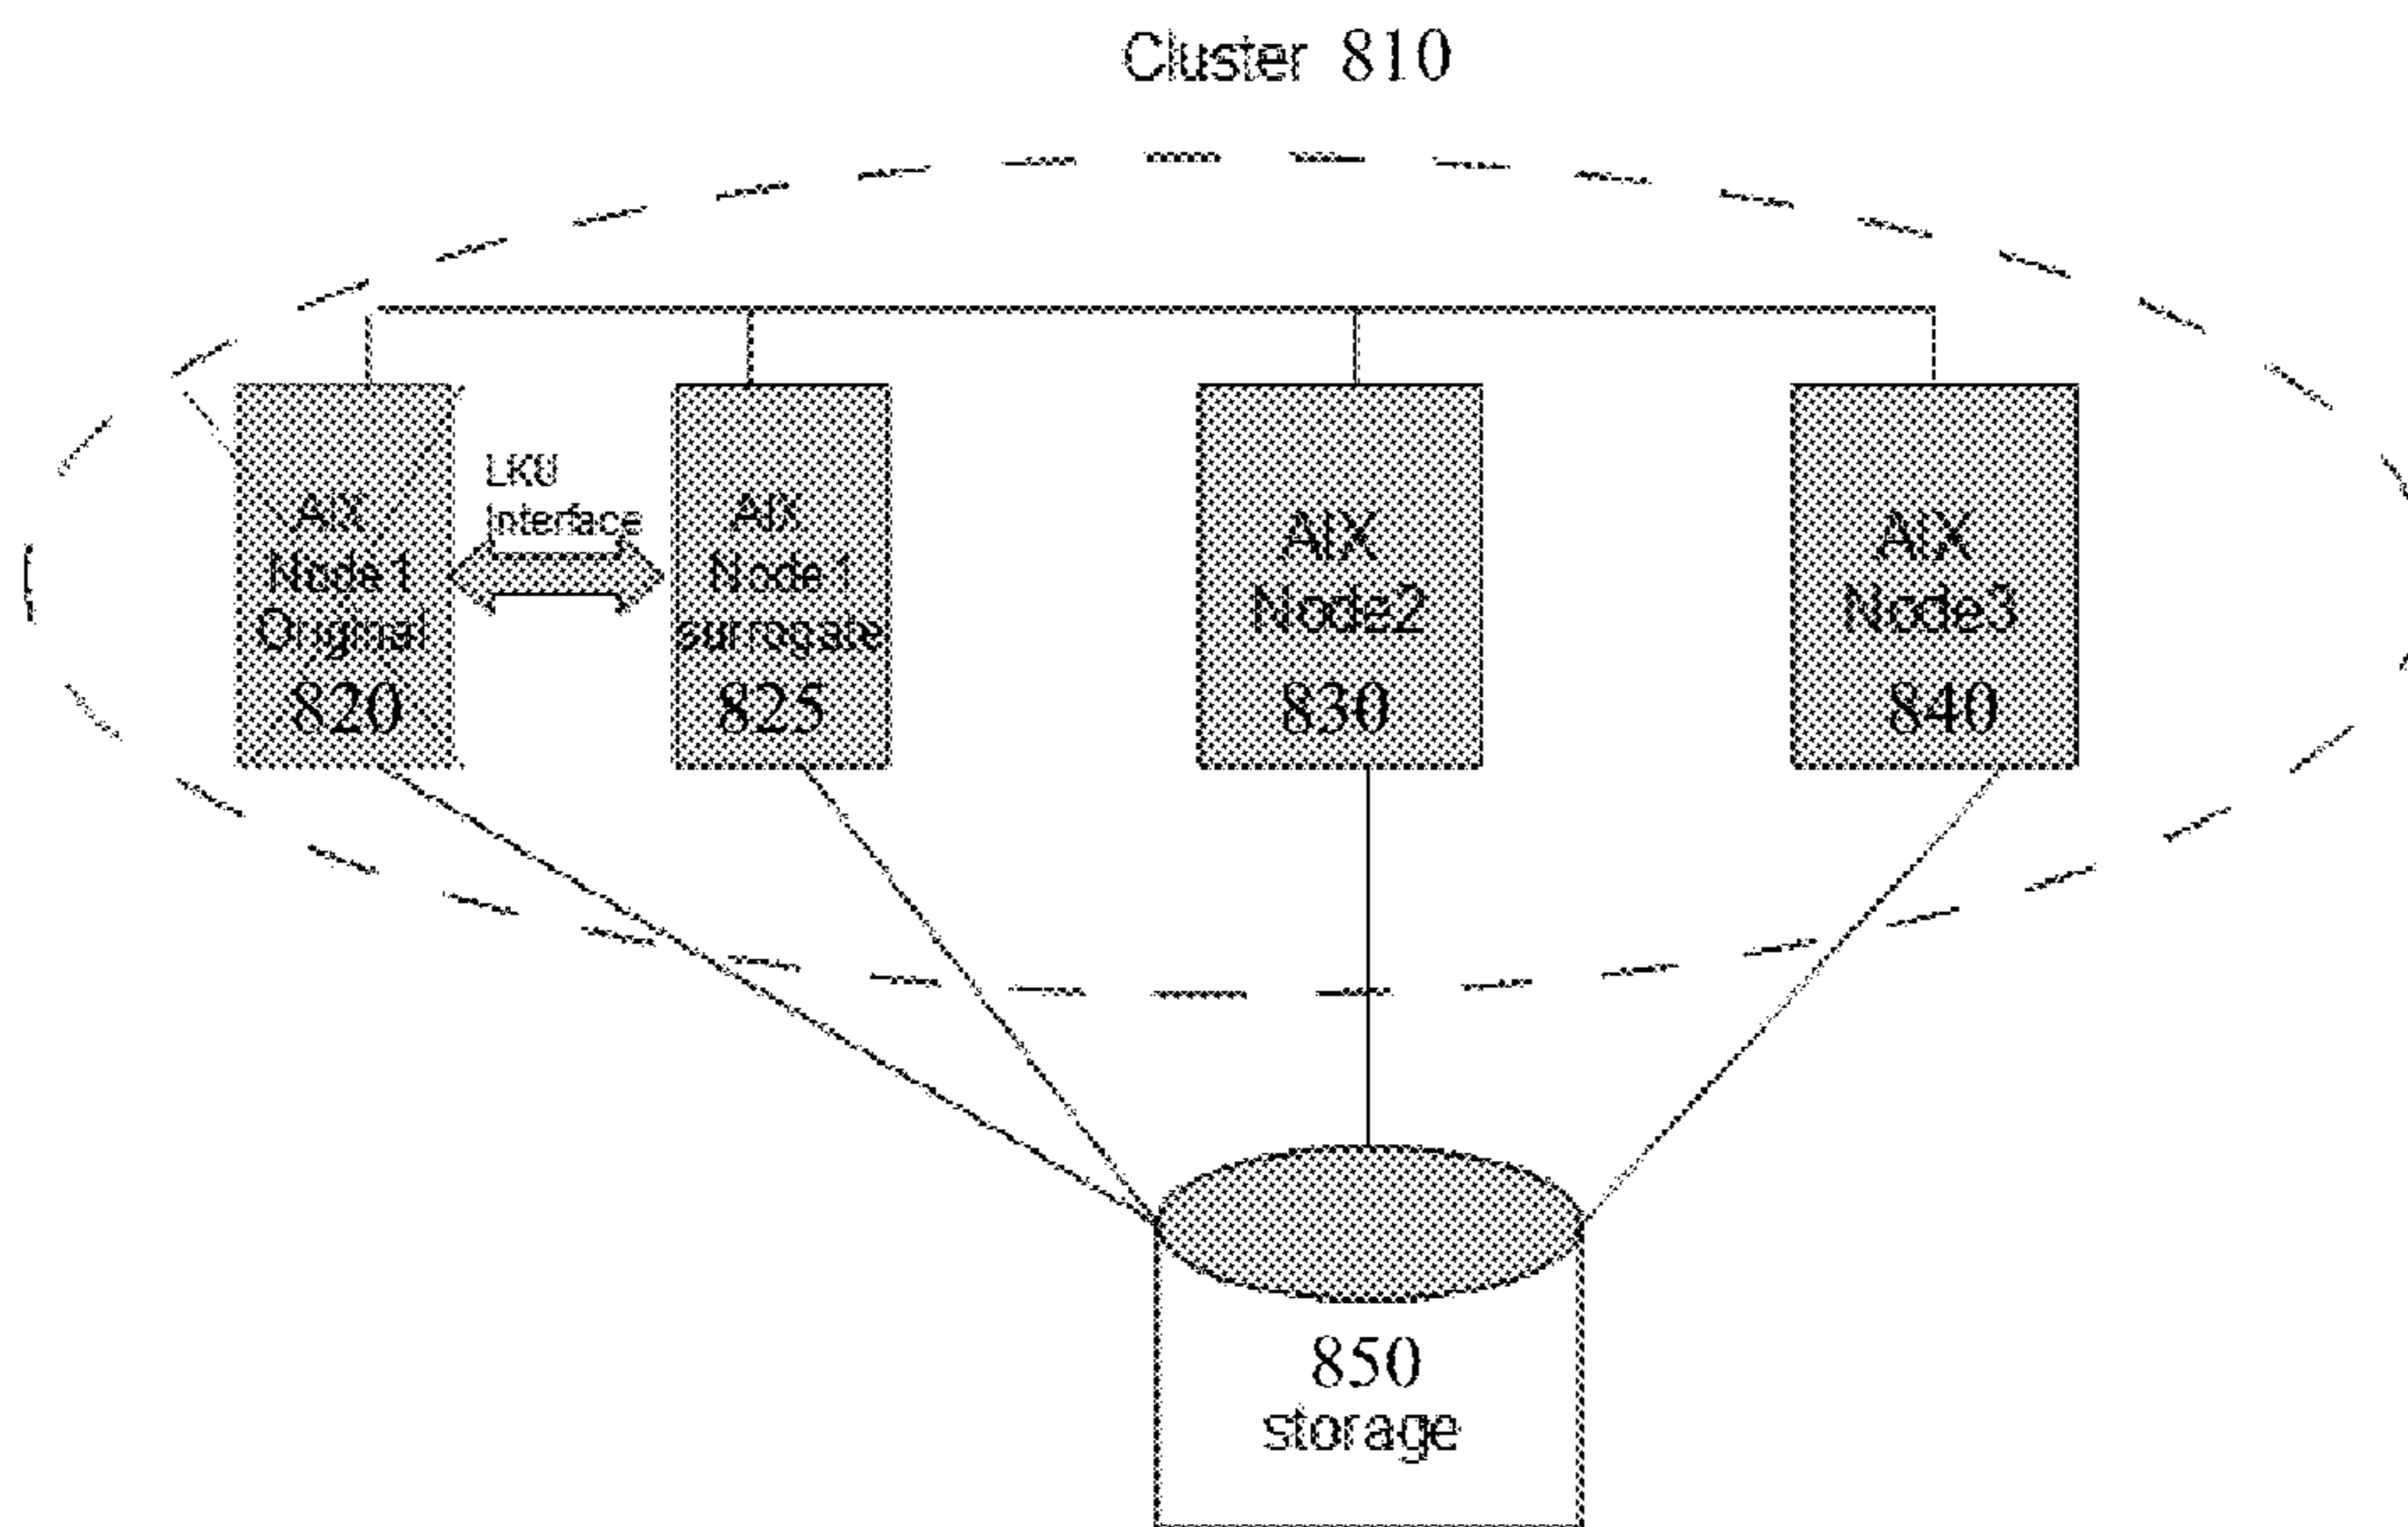 Cluster 810
AIX
Node1
Original
820
LKU
Interface
AIX
Node1
surrogate
825
AIX
Node2
830
AIX
Node3
840
850
storage